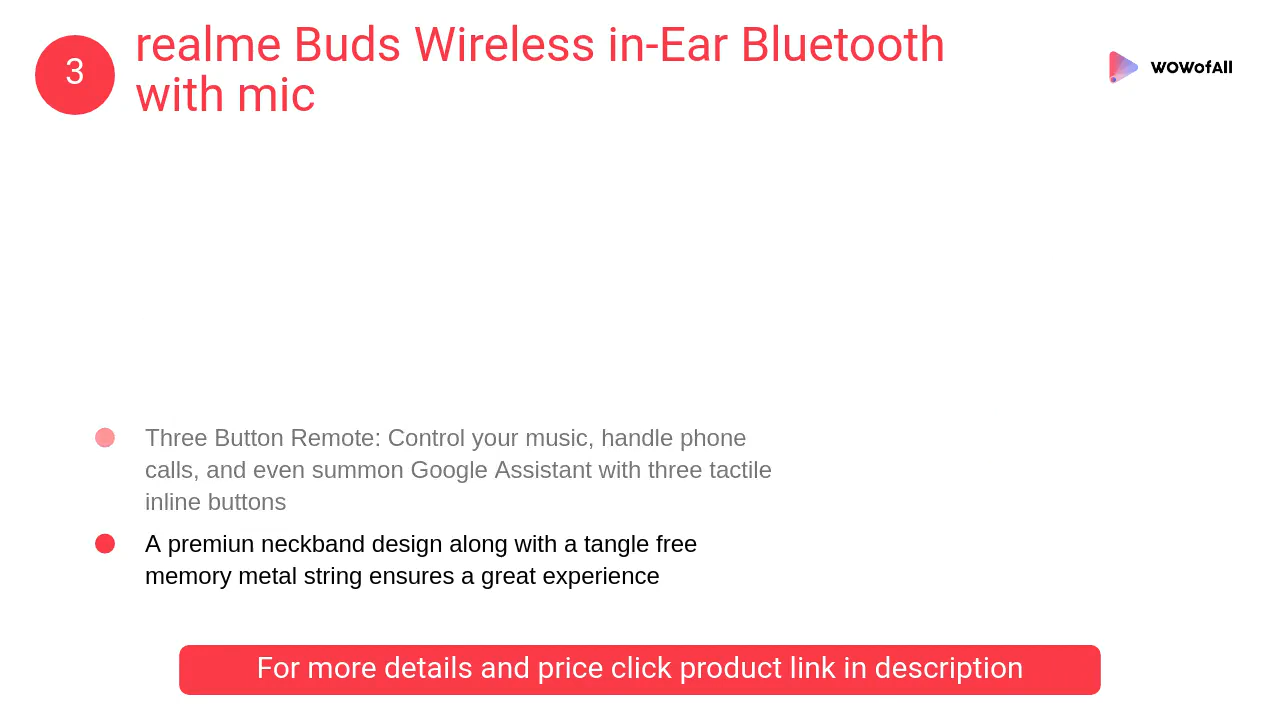 3
realme Buds Wireless in-Ear Bluetooth
with mic
WOWofAll
Three Button Remote: Control your music, handle phone
calls, and even summon Google Assistant with three tactile
inline buttons
A premiun neckband design along with a tangle free
memory metal string ensures a great experience
For more details and price click product link in description